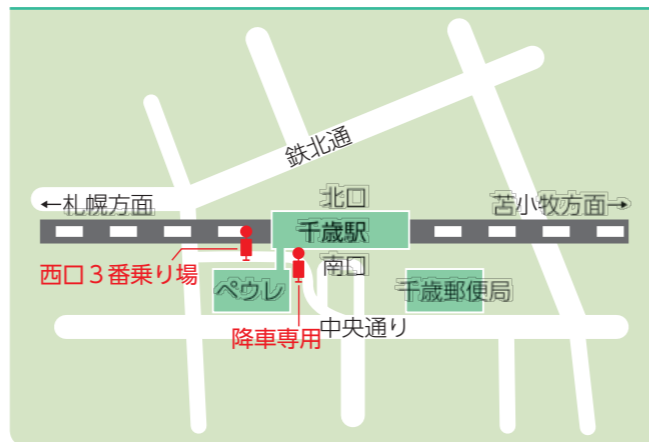 鉄北通
北口
←札幌方面
苫小牧方面→
千歳駅
西口3番乗り場
南口
ペウレ
千歳郵便局
降車専用
中央通り